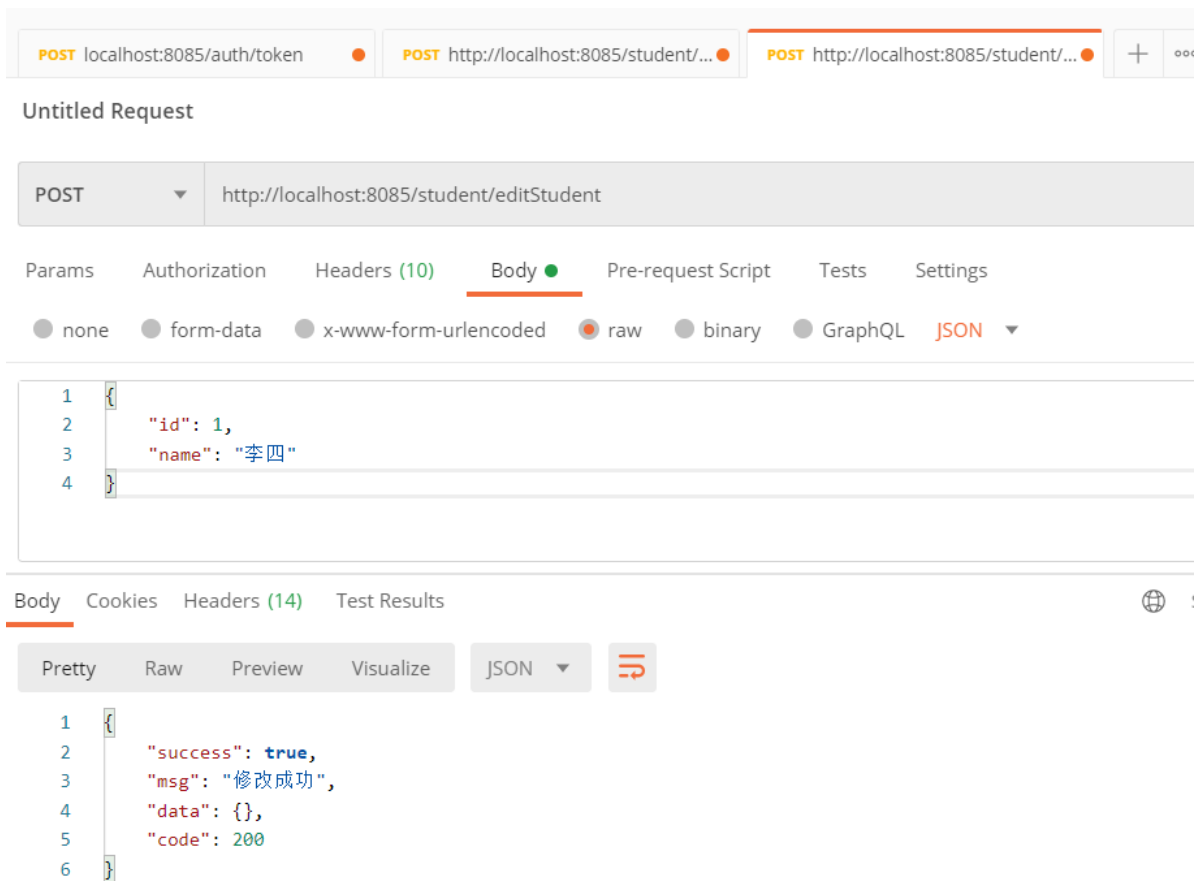 POST localhost:8085/auth/token POST http://localhost:8085/student/... POST http://localhost:8085/student/...
Untitled Request
POST http://localhost:8085/student/editStudent
Params Authorization Headers (10) Body Pre-request Script Tests Settings
none form-data x-www-form-urlencoded raw binary GraphQL JSON
1 {
2 "id": 1,
3 "name": "李四"
4 }
Body Cookies Headers (14) Test Results
Pretty Raw Preview Visualize JSON
1 {
2 "success": true,
3 "msg": "修改成功",
4 "data": {},
5 "code": 200
6 }